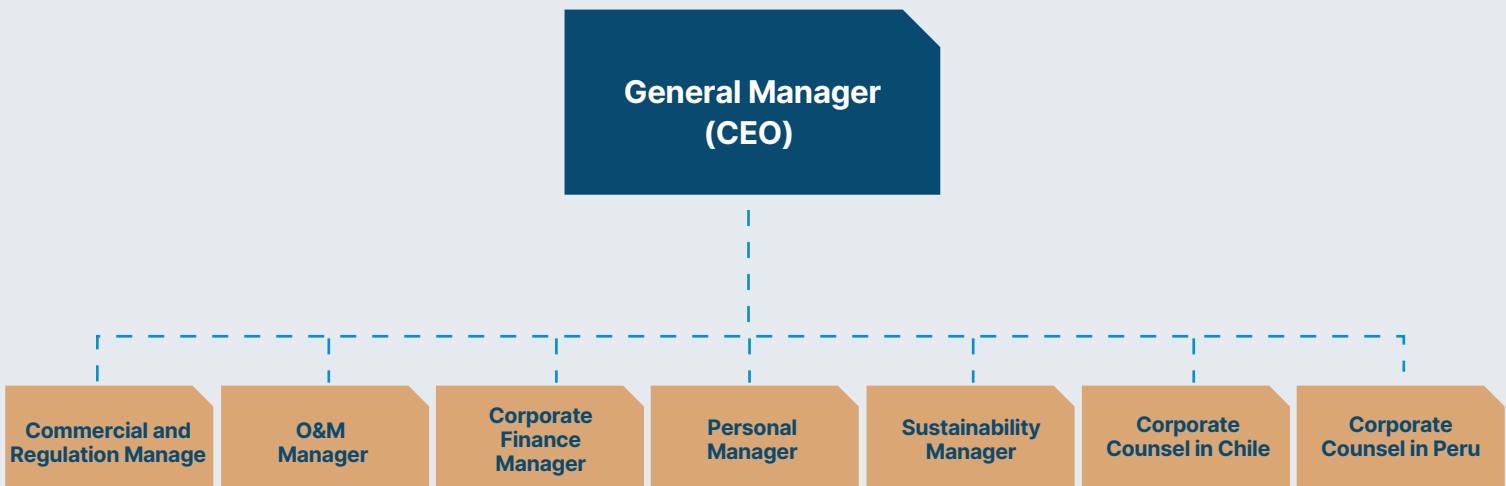 General Manager
(CEO)
Commercial and
Regulation Manage
O&M
Manager
Corporate
Finance
Manager
Personal
Manager
Sustainability
Manager
Corporate
Counsel in Chile
Corporate
Counsel in Peru